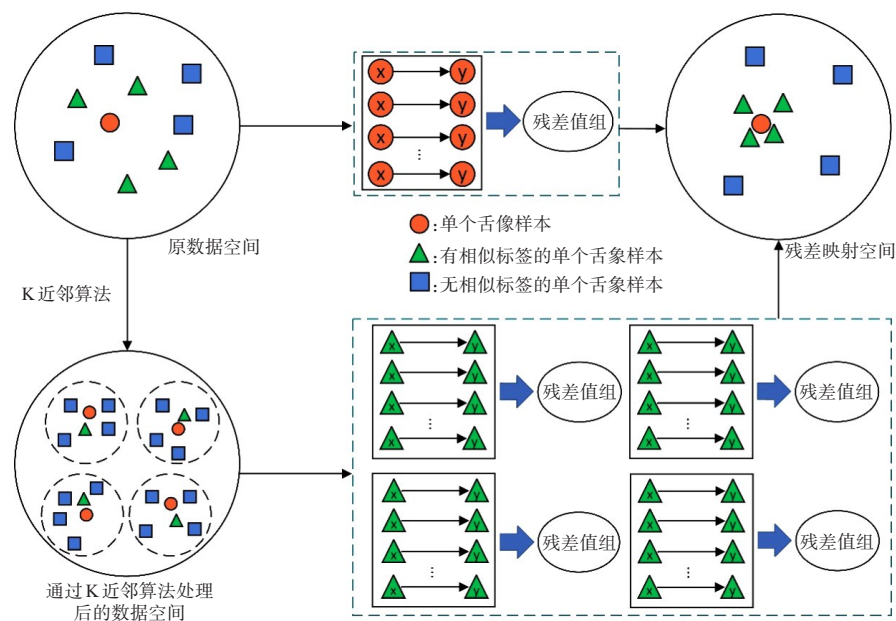 x y
x y
x y
⋮
x y
残差值组
原数据空间
:单个舌像样本
:有相似标签的单个舌象样本
:无相似标签的单个舌象样本
残差映射空间
K近邻算法
x y
x y
x y
⋮
x y
残差值组
x y
x y
x y
⋮
x y
残差值组
x y
x y
x y
⋮
x y
残差值组
x y
x y
x y
⋮
x y
残差值组
通过K近邻算法处理
后的数据空间